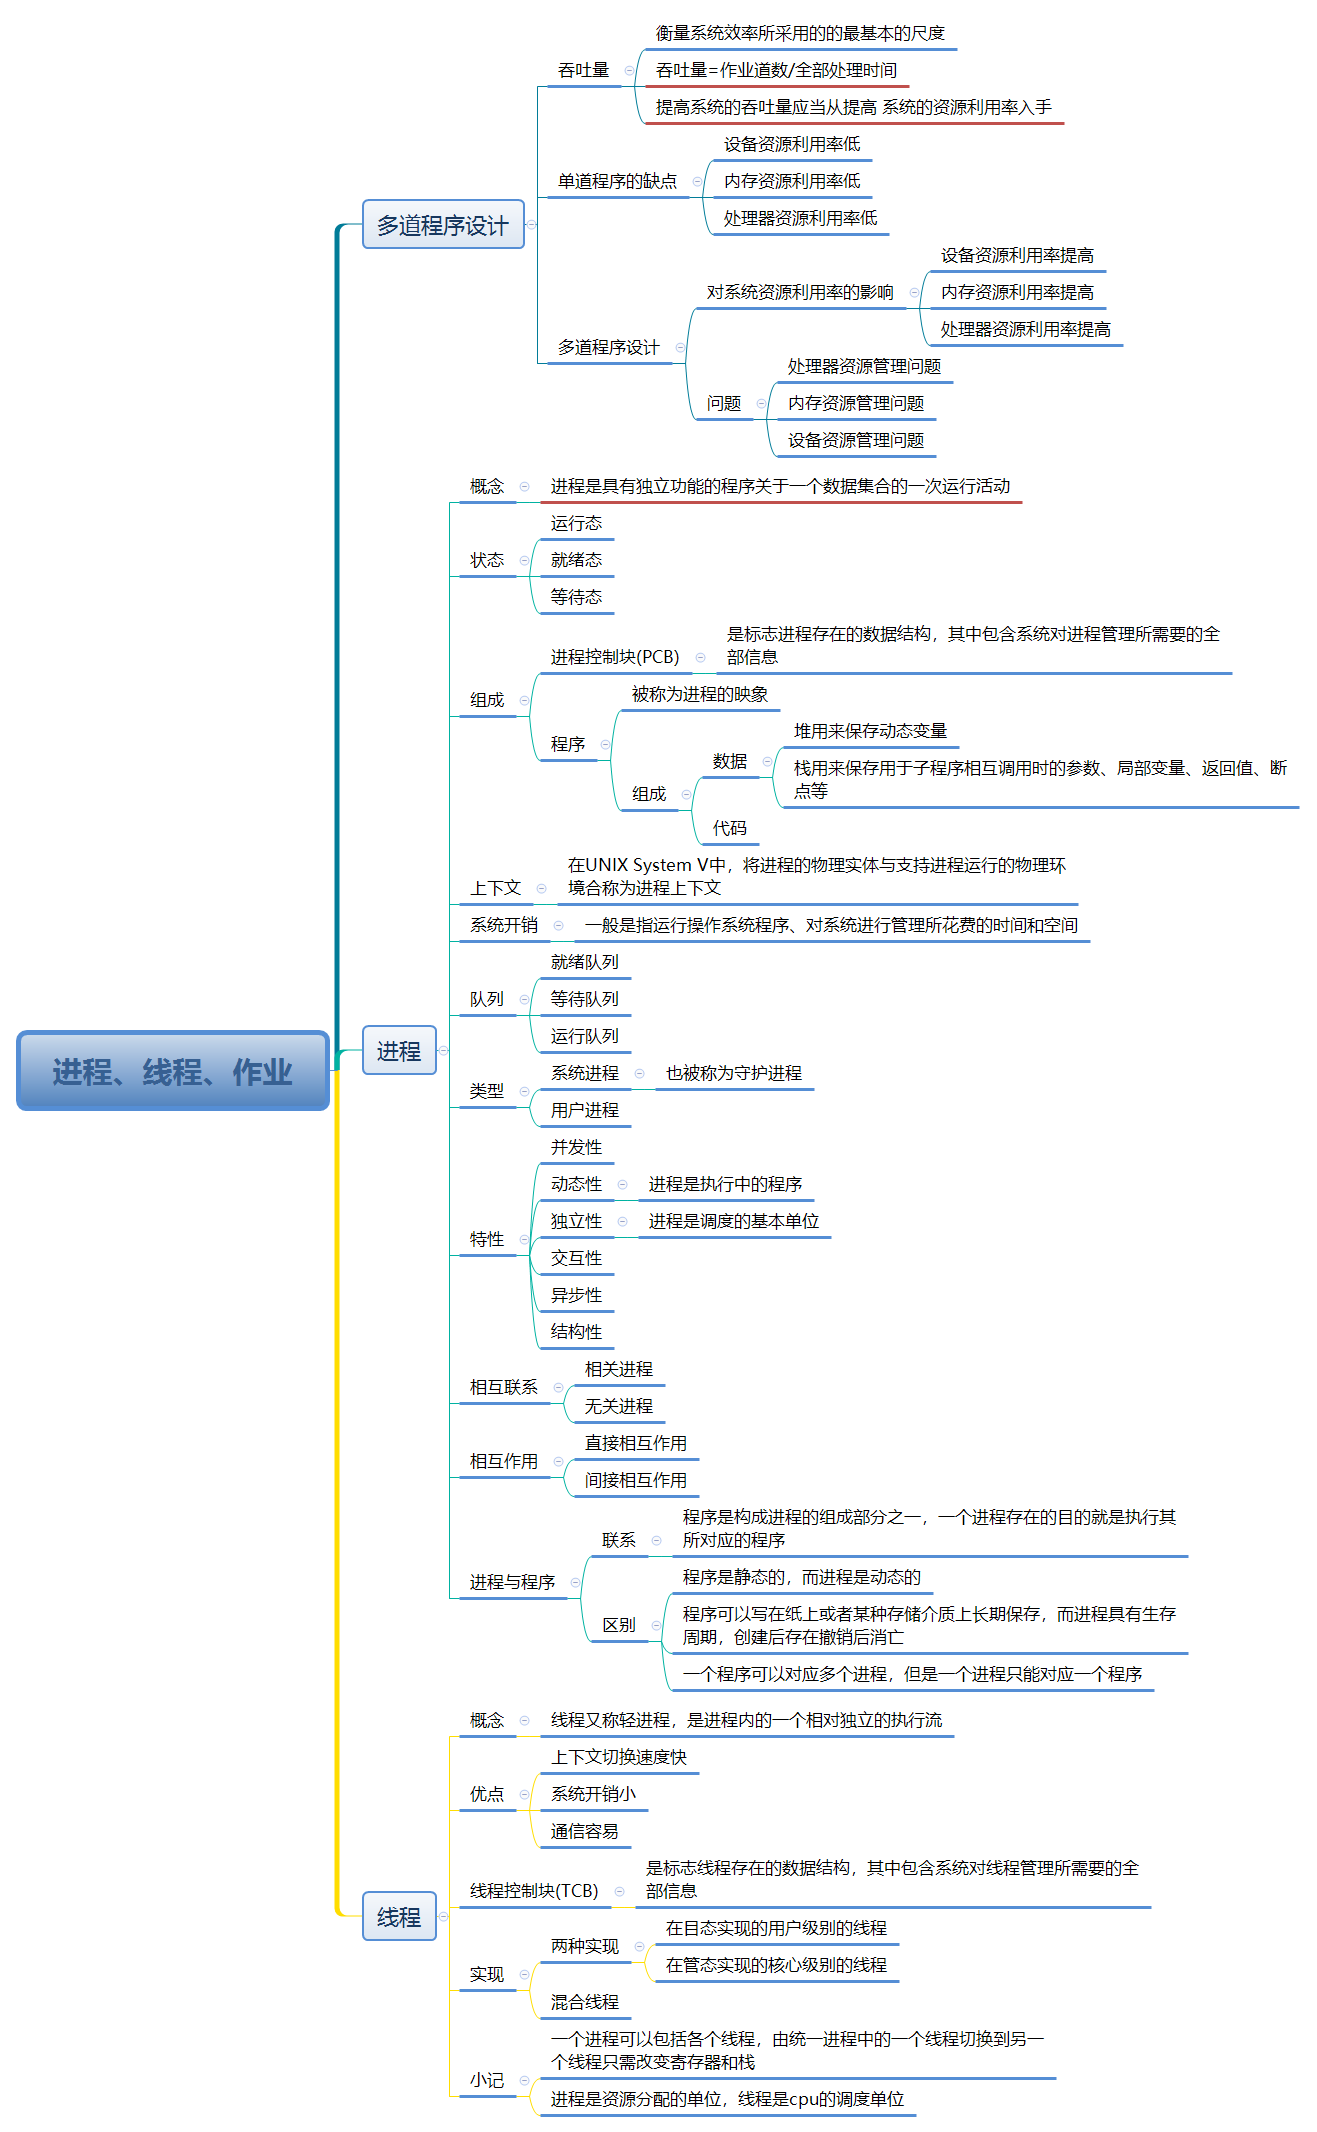 进程、线程、作业
多道程序设计
吞吐量
衡量系统效率所采用的的最基本的尺度
吞吐量=作业道数/全部处理时间
提高系统的吞吐量应当从提高 系统的资源利用率入手
单道程序的缺点
设备资源利用率低
内存资源利用率低
处理器资源利用率低
多道程序设计
对系统资源利用率的影响
设备资源利用率提高
内存资源利用率提高
处理器资源利用率提高
问题
处理器资源管理问题
内存资源管理问题
设备资源管理问题
进程
概念
进程是具有独立功能的程序关于一个数据集合的一次运行活动
状态
运行态
就绪态
等待态
组成
进程控制块(PCB)
是标志进程存在的数据结构，其中包含系统对进程管理所需要的全
部信息
程序
被称为进程的映象
组成
数据
堆用来保存动态变量
栈用来保存用于子程序相互调用时的参数、局部变量、返回值、断
点等
代码
上下文
在UNIX System V中，将进程的物理实体与支持进程运行的物理环
境合称为进程上下文
系统开销
一般是指运行操作系统程序、对系统进行管理所花费的时间和空间
队列
就绪队列
等待队列
运行队列
类型
系统进程
也被称为守护进程
用户进程
特性
并发性
动态性
进程是执行中的程序
独立性
进程是调度的基本单位
交互性
异步性
结构性
相互联系
相关进程
无关进程
相互作用
直接相互作用
间接相互作用
进程与程序
联系
程序是构成进程的组成部分之一，一个进程存在的目的就是执行其
所对应的程序
区别
程序是静态的，而进程是动态的
程序可以写在纸上或者某种存储介质上长期保存，而进程具有生存
周期，创建后存在撤销后消亡
一个程序可以对应多个进程，但是一个进程只能对应一个程序
线程
概念
线程又称轻进程，是进程内的一个相对独立的执行流
优点
上下文切换速度快
系统开销小
通信容易
线程控制块(TCB)
是标志线程存在的数据结构，其中包含系统对线程管理所需要的全
部信息
实现
两种实现
在目态实现的用户级别的线程
在管态实现的核心级别的线程
混合线程
小记
一个进程可以包括各个线程，由统一进程中的一个线程切换到另一
个线程只需改变寄存器和栈
进程是资源分配的单位，线程是cpu的调度单位